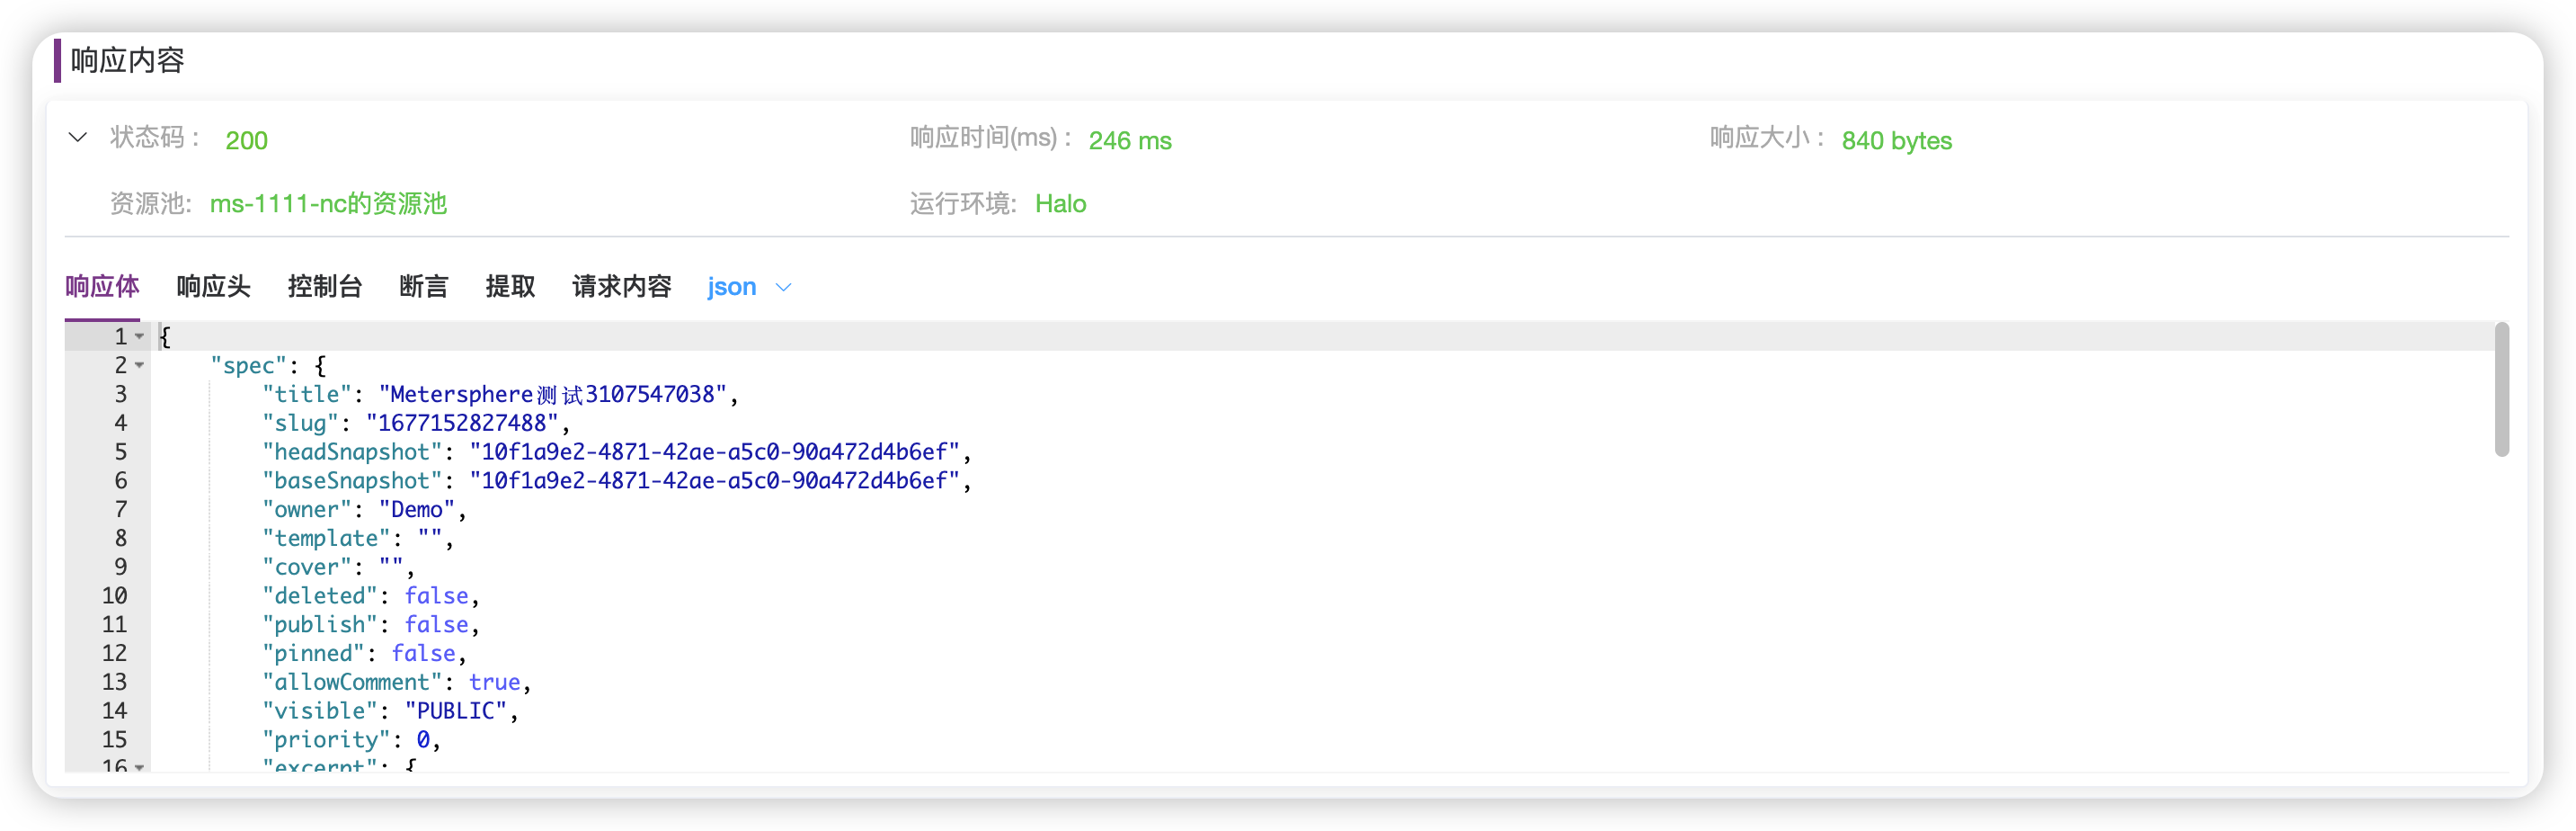 响应内容
状态码： 200 响应时间(ms)： 246 ms 响应大小： 840 bytes
资源池: ms-1111-nc的资源池 运行环境: Halo
响应体 响应头 控制台 断言 提取 请求内容 json
1 {
2 "spec": {
3 "title": "Metersphere测试3107547038",
4 "slug": "1677152827488",
5 "headSnapshot": "10f1a9e2-4871-42ae-a5c0-90a472d4b6ef",
6 "baseSnapshot": "10f1a9e2-4871-42ae-a5c0-90a472d4b6ef",
7 "owner": "Demo",
8 "template": "",
9 "cover": "",
10 "deleted": false,
11 "publish": false,
12 "pinned": false,
13 "allowComment": true,
14 "visible": "PUBLIC",
15 "priority": 0,
16 "excerpt": {